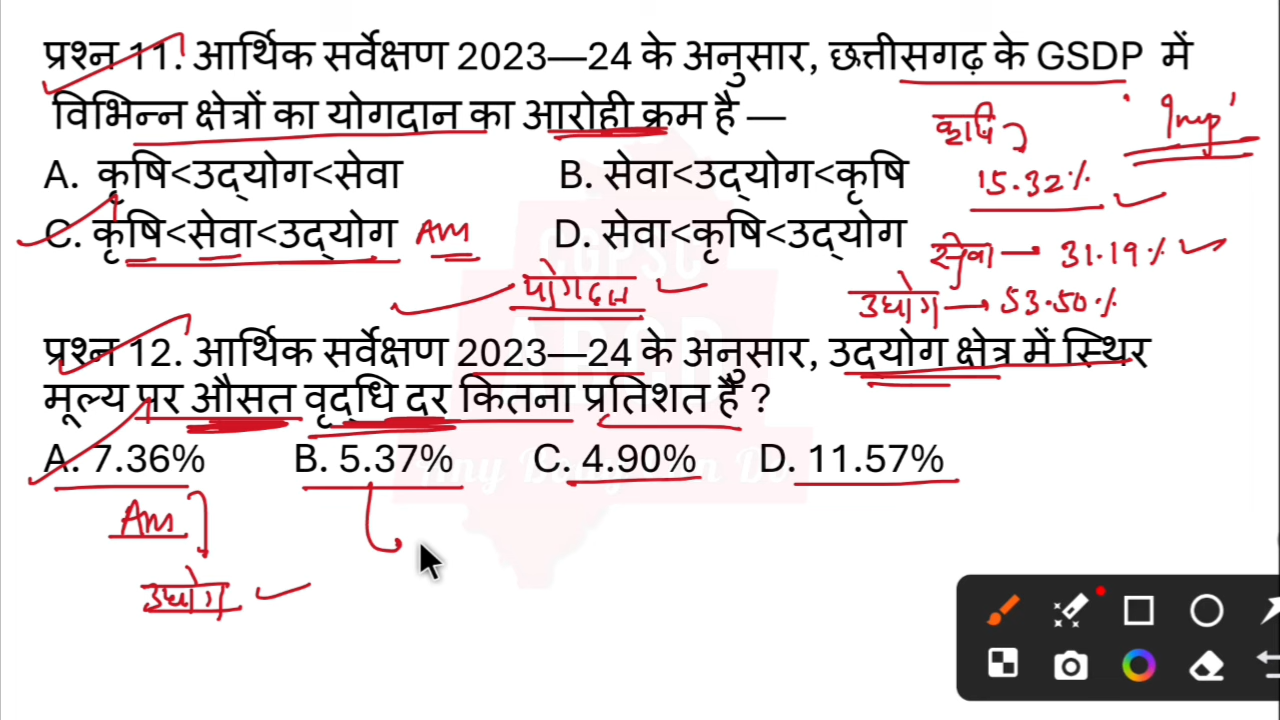 प्रश्न 11. आर्थिक सर्वेक्षण 2023—24 के अनुसार, छत्तीसगढ़ के GSDP में
विभिन्न क्षेत्रों का योगदान का आरोही क्रम है —
कृषि
Imp
A. कृषि<उद्योग<सेवा B. सेवा<उद्योग<कृषि
15.32%
C. कृषि<सेवा<उद्योग Ans D. सेवा<कृषि<उद्योग
सेवा → 31.19%
योगदान
उद्योग → 53.50%
प्रश्न 12. आर्थिक सर्वेक्षण 2023—24 के अनुसार, उदयोग क्षेत्र में स्थिर
मूल्य पर औसत वृद्धि दर कितना प्रतिशत है ?
A. 7.36% B. 5.37% C. 4.90% D. 11.57%
Ans
उद्योग